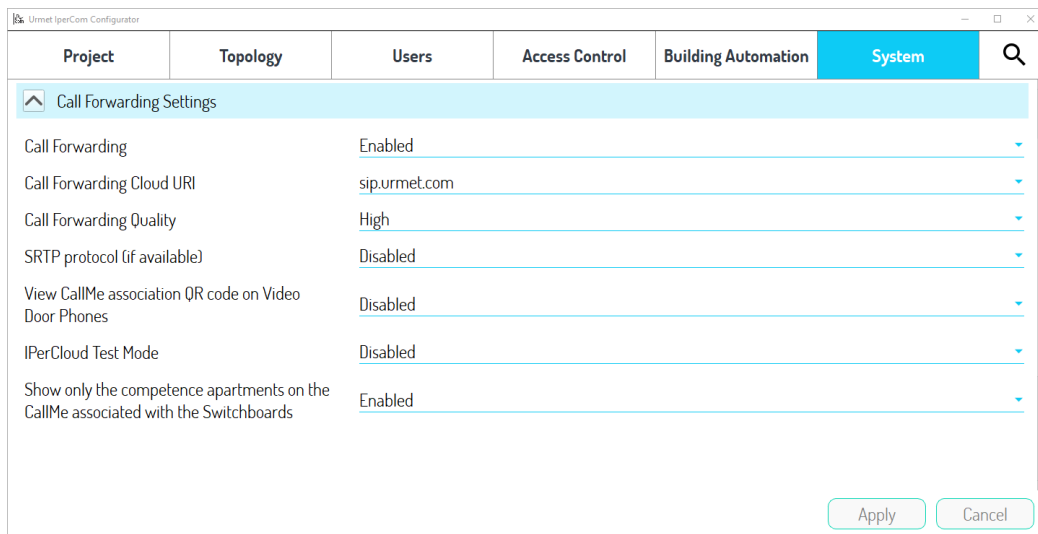 Urmet IperCom Configurator
Project Topology Users Access Control Building Automation System
Call Forwarding Settings
Call Forwarding Enabled
Call Forwarding Cloud URI sip.urmet.com
Call Forwarding Quality High
SRTP protocol (if available) Disabled
View CallMe association QR code on Video
Door Phones
Disabled
IPerCloud Test Mode Disabled
Show only the competence apartments on the
CallMe associated with the Switchboards
Enabled
Apply Cancel